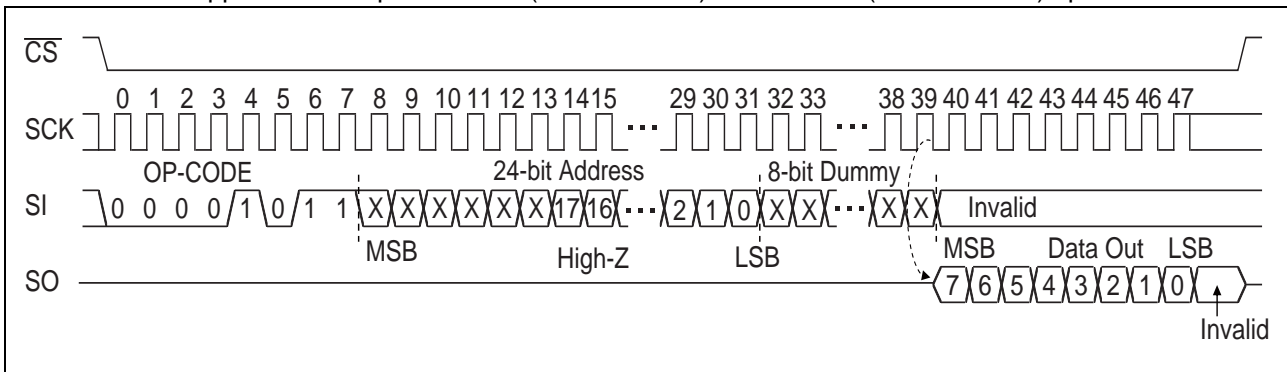 CS
0 1 2 3 4 5 6 7 8 9 10 11 12 13 14 15 29 30 31 32 33 38 39 40 41 42 43 44 45 46 47
SCK
OP-CODE 24-bit Address 8-bit Dummy
SI 0 0 0 0 1 0 1 1 X X X X X X 17 16 2 1 0 X X X X Invalid
MSB High-Z LSB MSB Data Out LSB
SO 7 6 5 4 3 2 1 0
Invalid